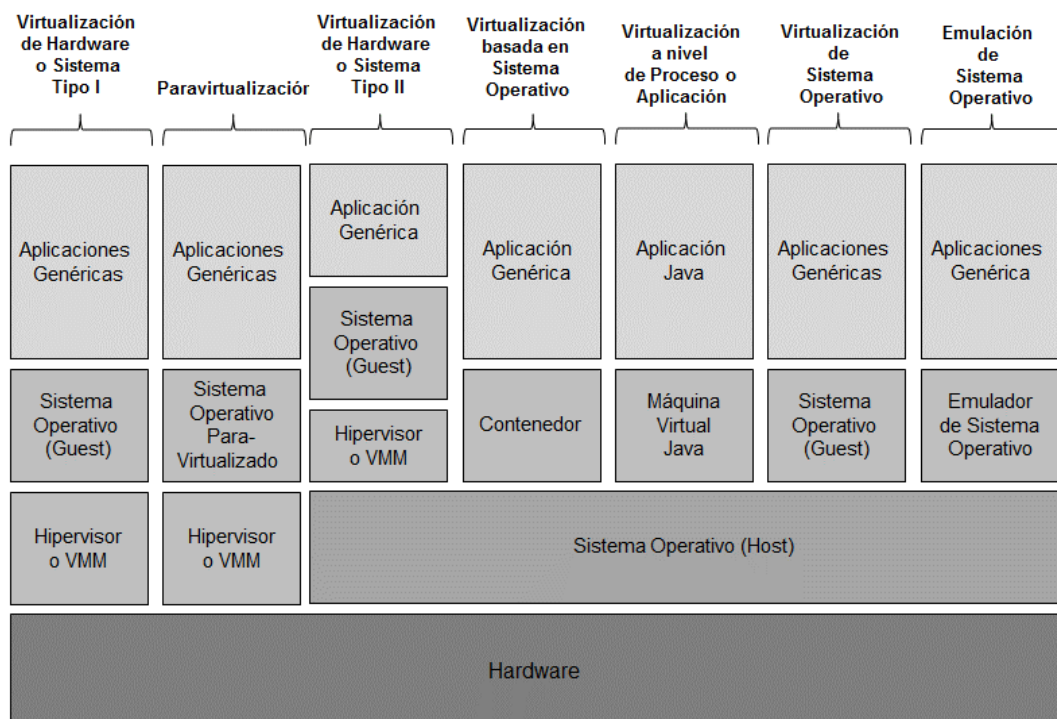 Virtualización
de Hardware
o Sistema
Tipo I
Paravirtualización
Virtualización
de Hardware
o Sistema
Tipo II
Virtualización
basada en
Sistema
Operativo
Virtualización
a nivel
de Proceso o
Aplicación
Virtualización
de
Sistema
Operativo
Emulación
de
Sistema
Operativo
Aplicaciones
Genéricas
Aplicaciones
Genéricas
Aplicación
Genérica
Aplicación
Genérica
Aplicación
Java
Aplicaciones
Genéricas
Aplicaciones
Genérica
Sistema
Operativo
(Guest)
Sistema
Operativo
(Guest)
Sistema
Operativo
Para-
Virtualizado
Hipervisor
o VMM
Contenedor
Máquina
Virtual
Java
Sistema
Operativo
(Guest)
Emulador
de Sistema
Operativo
Hipervisor
o VMM
Hipervisor
o VMM
Sistema Operativo (Host)
Hardware